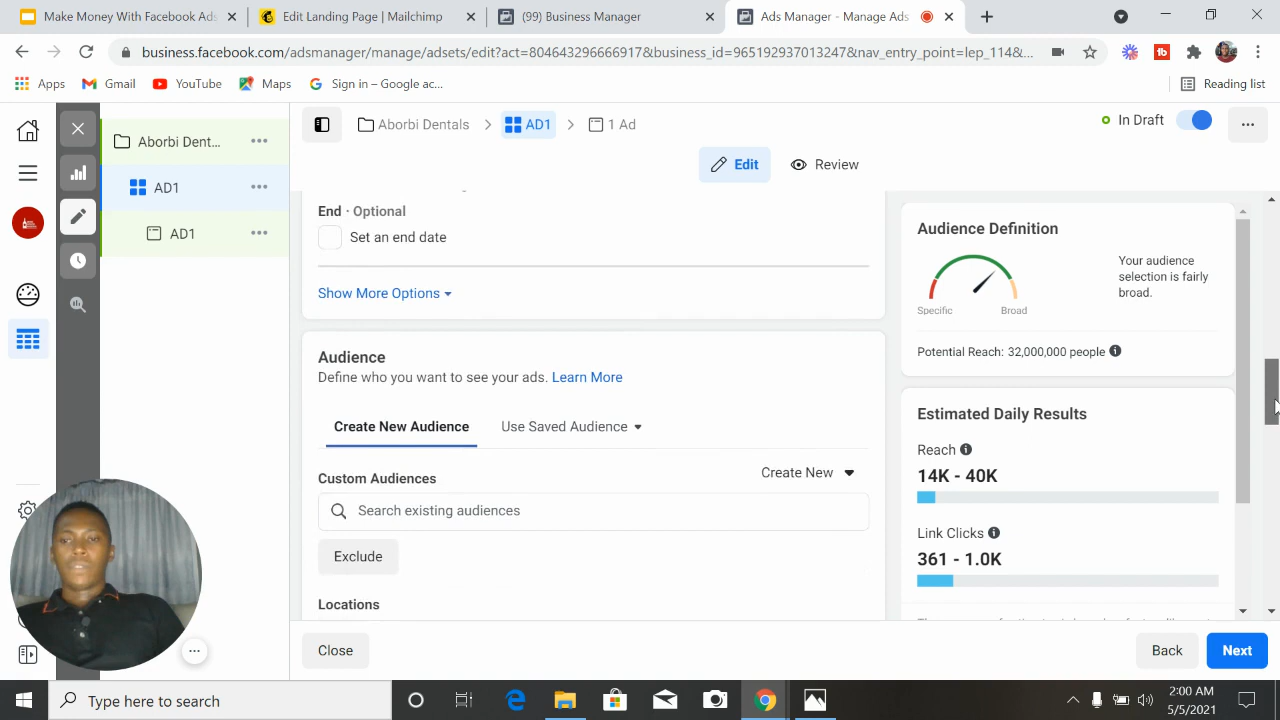 Make Money With Facebook Ads
Edit Landing Page | Mailchimp
(99) Business Manager
Ads Manager - Manage Ads
business.facebook.com/adsmanager/manage/adsets/edit?act=804643296666917&business_id=965192937013247&nav_entry_point=lep_114&...
Apps
Gmail
YouTube
Maps
Sign in – Google ac...
Reading list
Aborbi Dent...
AD1
AD1
Aborbi Dentals
AD1
1 Ad
In Draft
Edit
Review
End · Optional
Set an end date
Show More Options
Audience
Define who you want to see your ads. Learn More
Create New Audience
Use Saved Audience
Custom Audiences
Create New
Search existing audiences
Exclude
Locations
Audience Definition
Your audience
selection is fairly
broad.
Specific
Broad
Potential Reach: 32,000,000 people
Estimated Daily Results
Reach
14K - 40K
Link Clicks
361 - 1.0K
Close
Back
Next
Type here to search
2:00 AM
5/5/2021